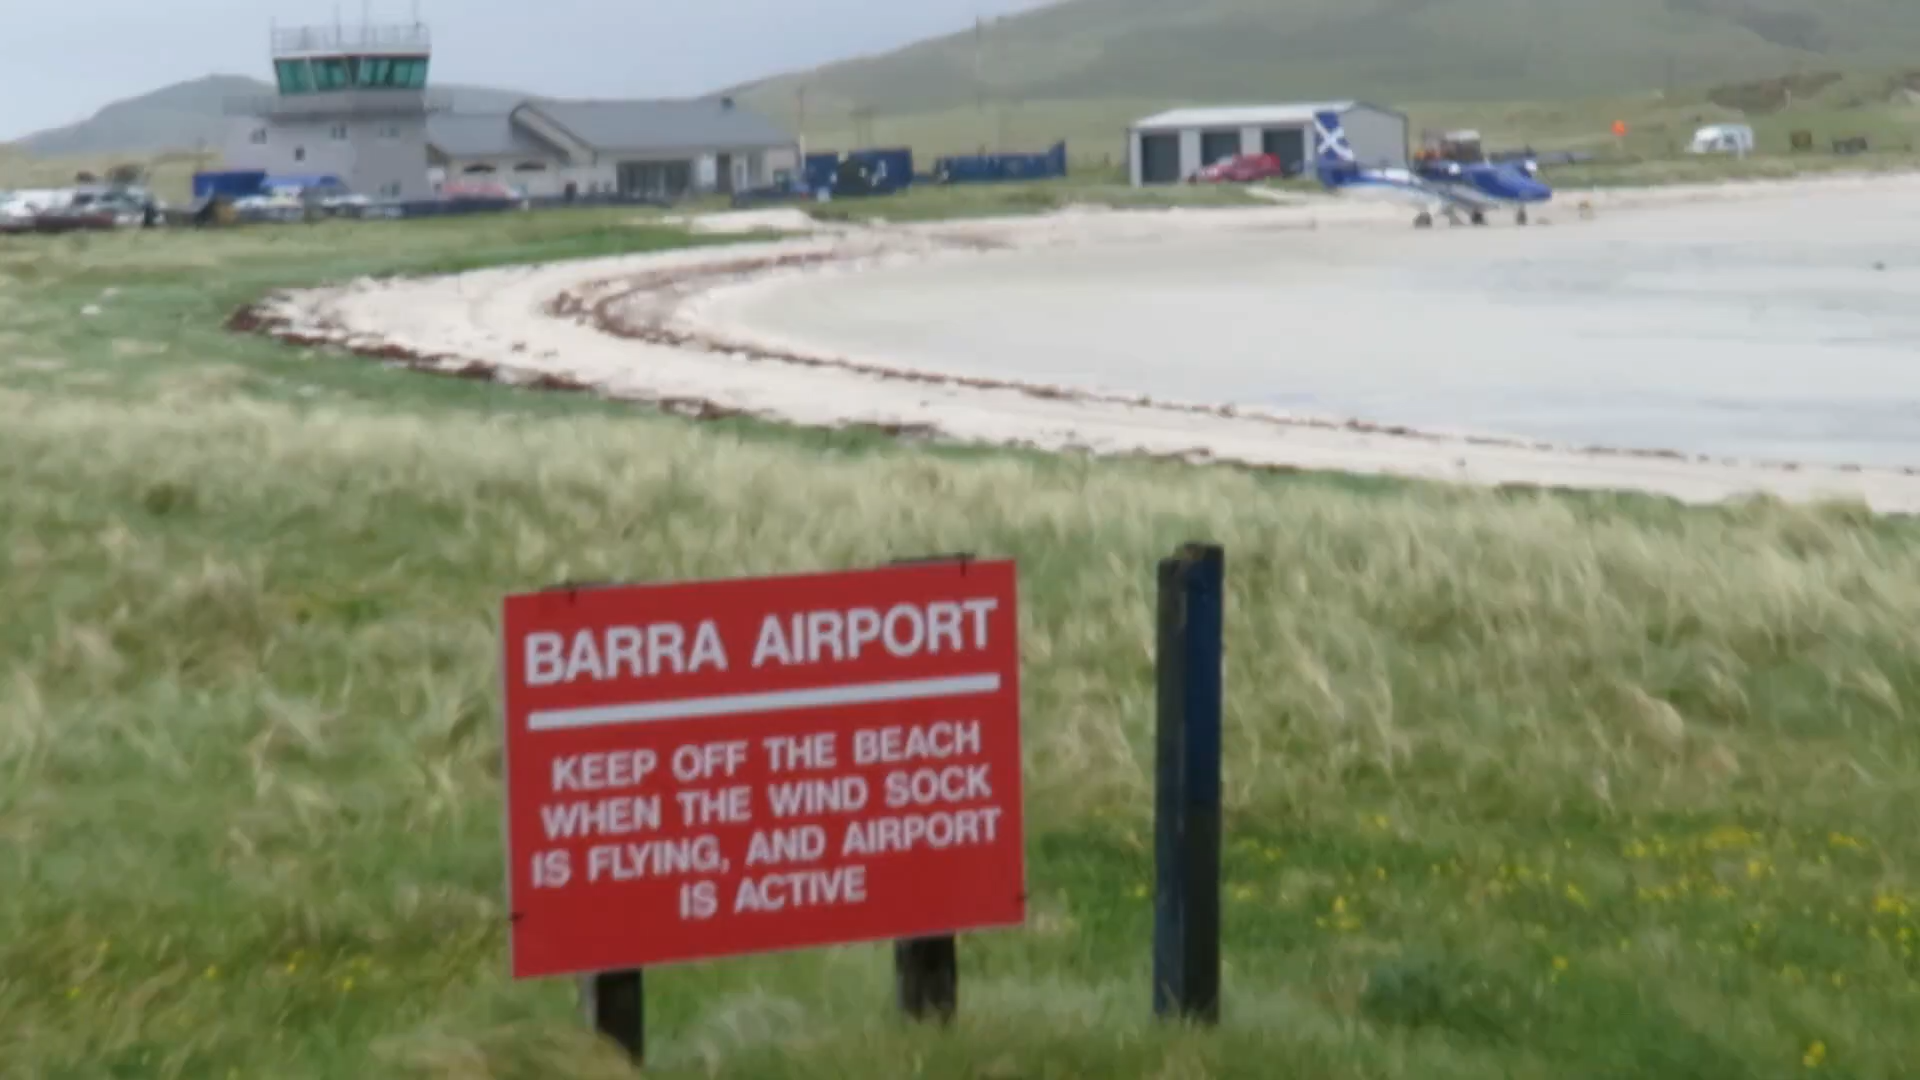 BARRA AIRPORT
KEEP OFF THE BEACH
WHEN THE WIND SOCK
IS FLYING, AND AIRPORT
IS ACTIVE